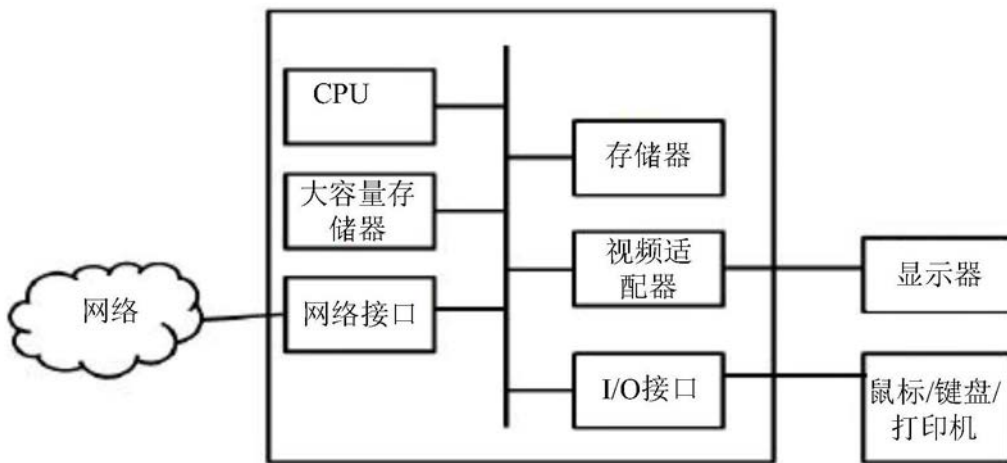 CPU
存储器
大容量存
储器
视频适
配器
显示器
网络
网络接口
I/O接口
鼠标/键盘/
打印机